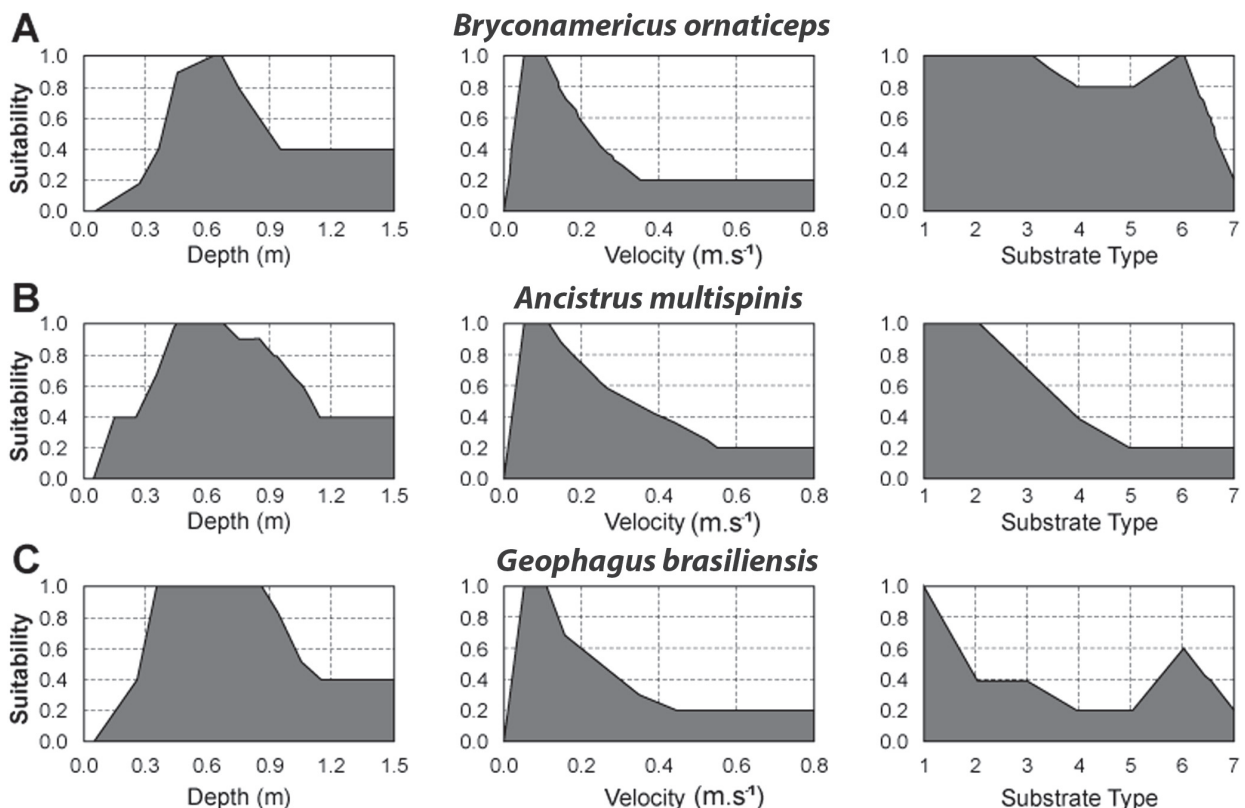 A
Bryconamericus ornaticeps
Suitability
1.0
0.8
0.6
0.4
0.2
0.0
0.0 0.3 0.6 0.9 1.2 1.5
Depth (m)
1.0
0.8
0.6
0.4
0.2
0.0
0.0 0.2 0.4 0.6 0.8
Velocity (m.s⁻¹)
1.0
0.8
0.6
0.4
0.2
0.0
1 2 3 4 5 6 7
Substrate Type
B
Ancistrus multispinis
Suitability
1.0
0.8
0.6
0.4
0.2
0.0
0.0 0.3 0.6 0.9 1.2 1.5
Depth (m)
1.0
0.8
0.6
0.4
0.2
0.0
0.0 0.2 0.4 0.6 0.8
Velocity (m.s⁻¹)
1.0
0.8
0.6
0.4
0.2
0.0
1 2 3 4 5 6 7
Substrate Type
C
Geophagus brasiliensis
Suitability
1.0
0.8
0.6
0.4
0.2
0.0
0.0 0.3 0.6 0.9 1.2 1.5
Depth (m)
1.0
0.8
0.6
0.4
0.2
0.0
0.0 0.2 0.4 0.6 0.8
Velocity (m.s⁻¹)
1.0
0.8
0.6
0.4
0.2
0.0
1 2 3 4 5 6 7
Substrate Type